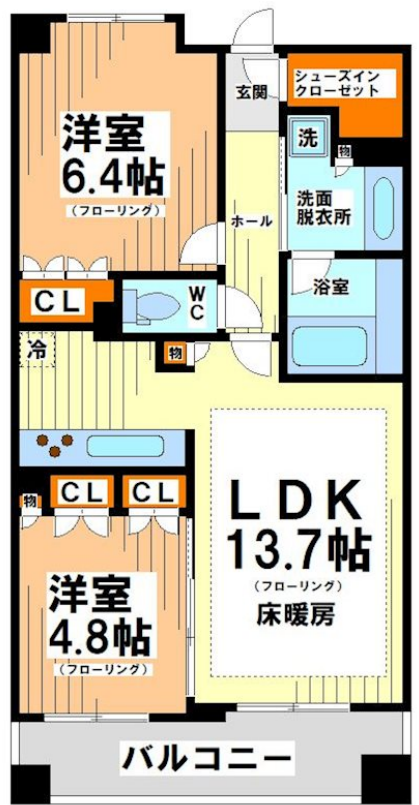 シューズイン
クローゼット
玄関
洋室
6.4帖
(フローリング)
洗
物
洗面
脱衣所
ホール
浴室
CL
WC
冷
物
物
CL
CL
LDK
13.7帖
(フローリング)
床暖房
洋室
4.8帖
(フローリング)
バルコニー